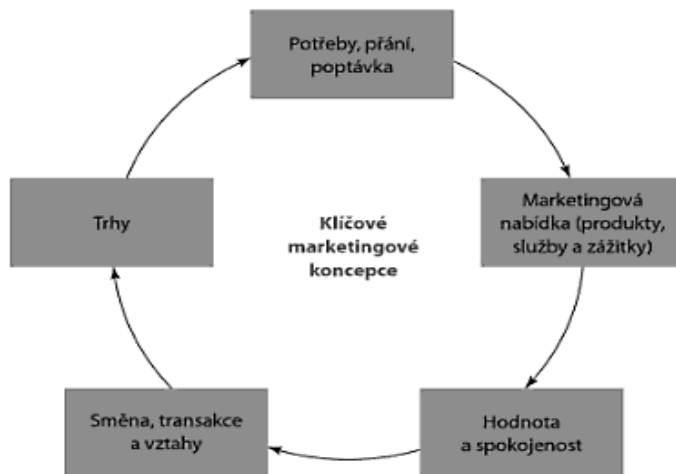 Potřeby, přání,
poptávka
Marketingová
nabídka (produkty,
služby a zážitky)
Hodnota
a spokojenost
Směna, transakce
a vztahy
Trhy
Klíčové
marketingové
koncepce